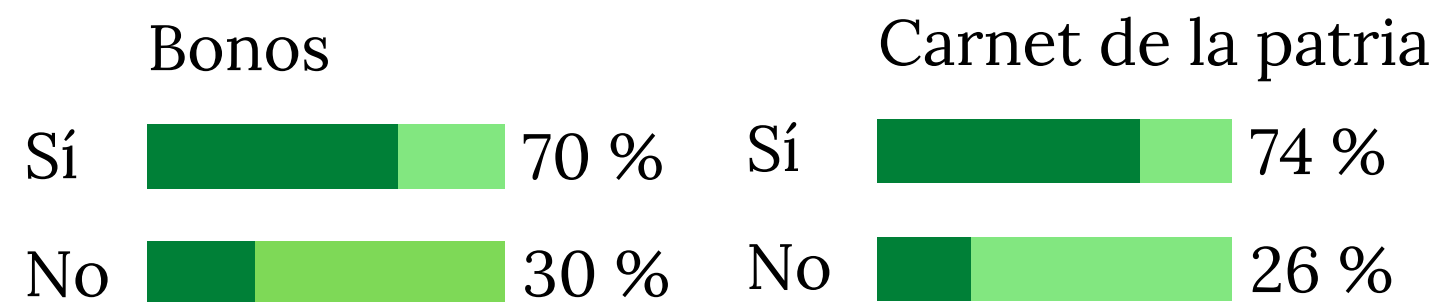 Bonos
Sí 70 %
No 30 %
Carnet de la patria
Sí 74 %
No 26 %